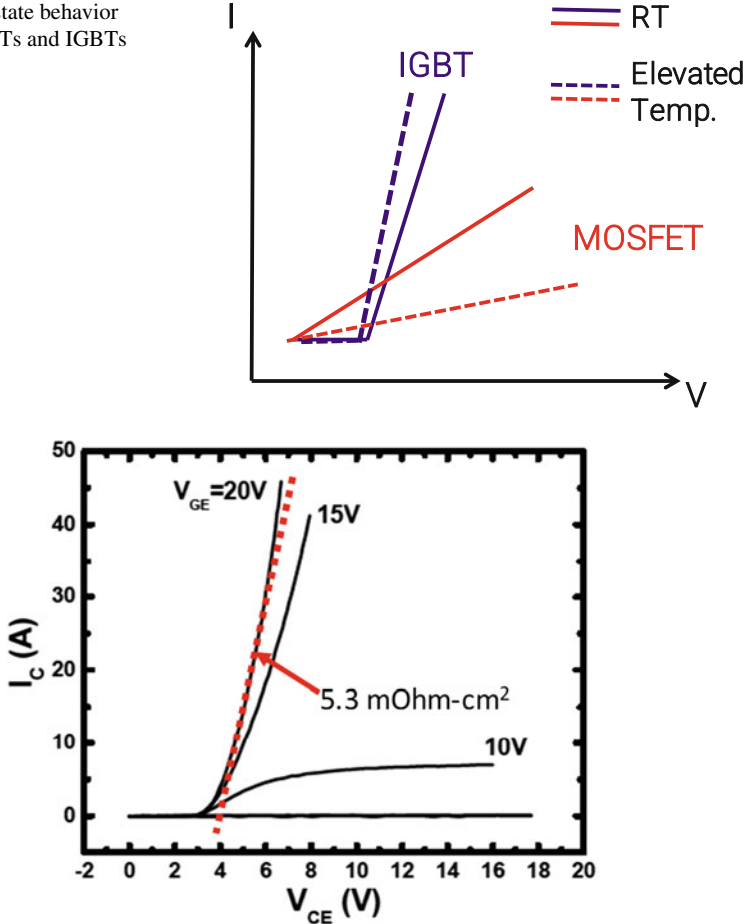 state behavior
Ts and IGBTs
I
RT
IGBT
Elevated
Temp.
MOSFET
V
50
V_GE=20V
15V
40
30
I_C (A)
20
5.3 mOhm-cm²
10
10V
0
-2 0 2 4 6 8 10 12 14 16 18 20
V_CE (V)